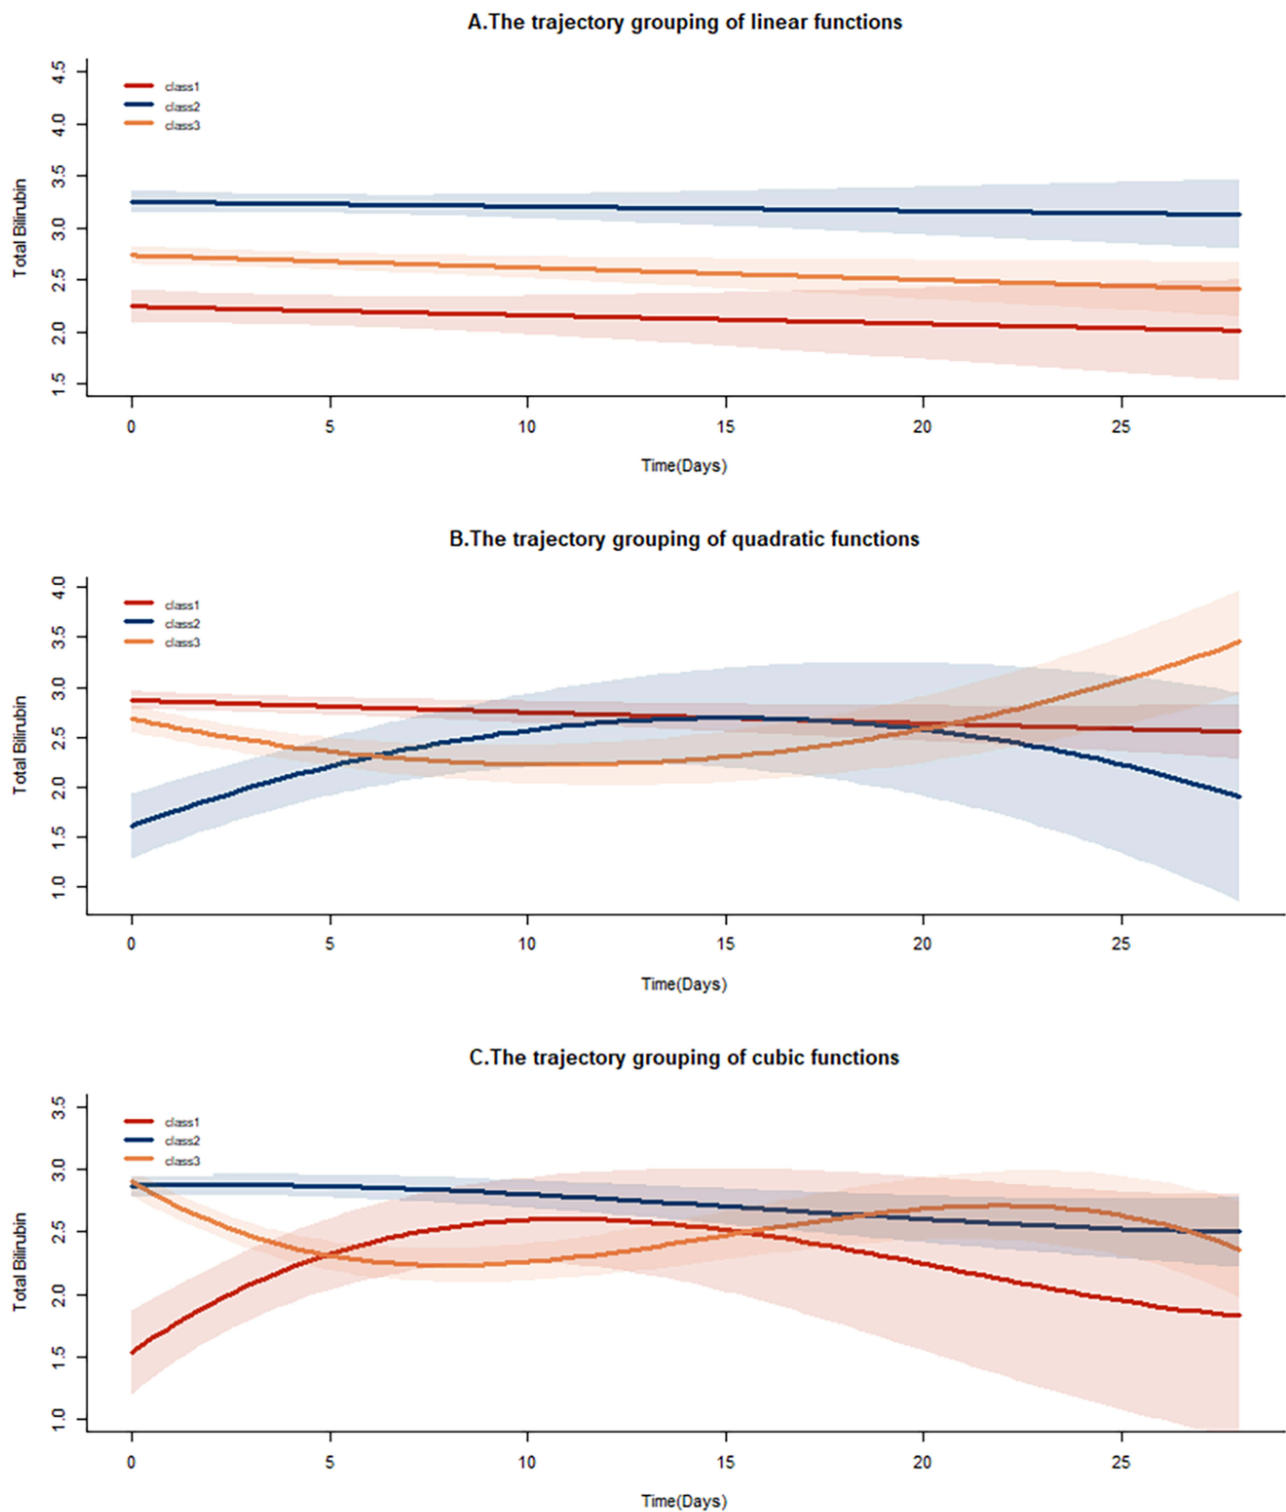 A.The trajectory grouping of linear functions
4.5
4.0
3.5
3.0
2.5
2.0
1.5
class1
class2
class3
Total Bilirubin
0 5 10 15 20 25
Time(Days)
B.The trajectory grouping of quadratic functions
4.0
3.5
3.0
2.5
2.0
1.5
1.0
class1
class2
class3
Total Bilirubin
0 5 10 15 20 25
Time(Days)
C.The trajectory grouping of cubic functions
3.5
3.0
2.5
2.0
1.5
1.0
class1
class2
class3
Total Bilirubin
0 5 10 15 20 25
Time(Days)